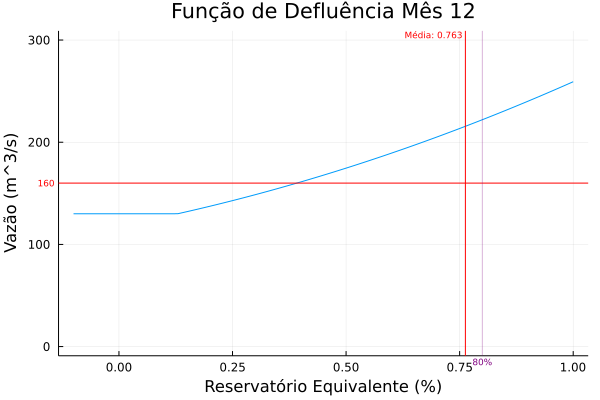 Função de Defluência Mês 12
Média: 0.763
300
200
160
100
0
Vazão (m^3/s)
0.00
0.25
0.50
0.75
80%
1.00
Reservatório Equivalente (%)